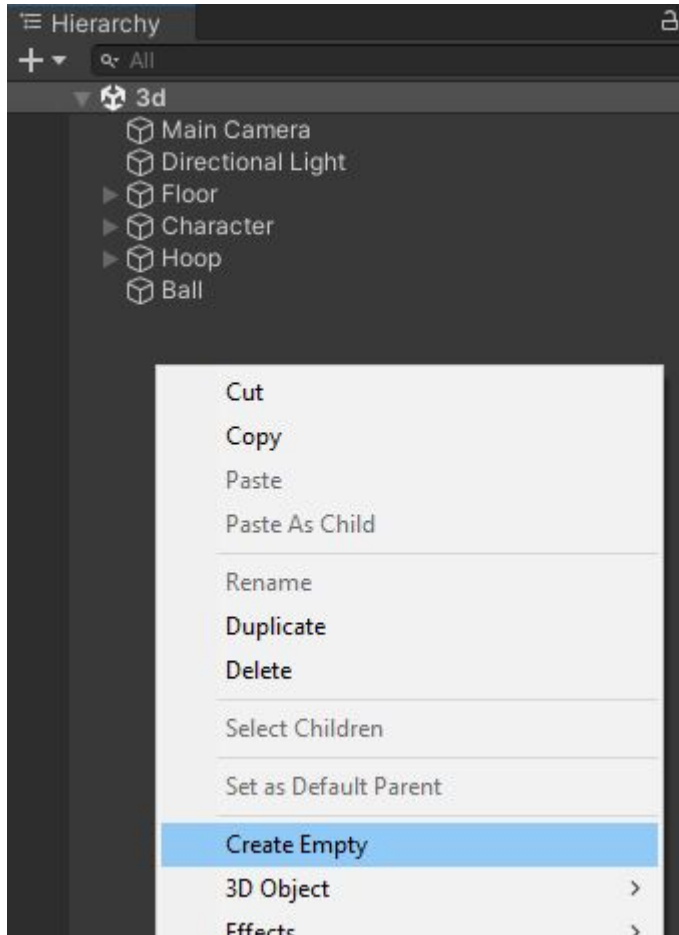 Hierarchy
All
3d
Main Camera
Directional Light
Floor
Character
Hoop
Ball
Cut
Copy
Paste
Paste As Child
Rename
Duplicate
Delete
Select Children
Set as Default Parent
Create Empty
3D Object
Effects